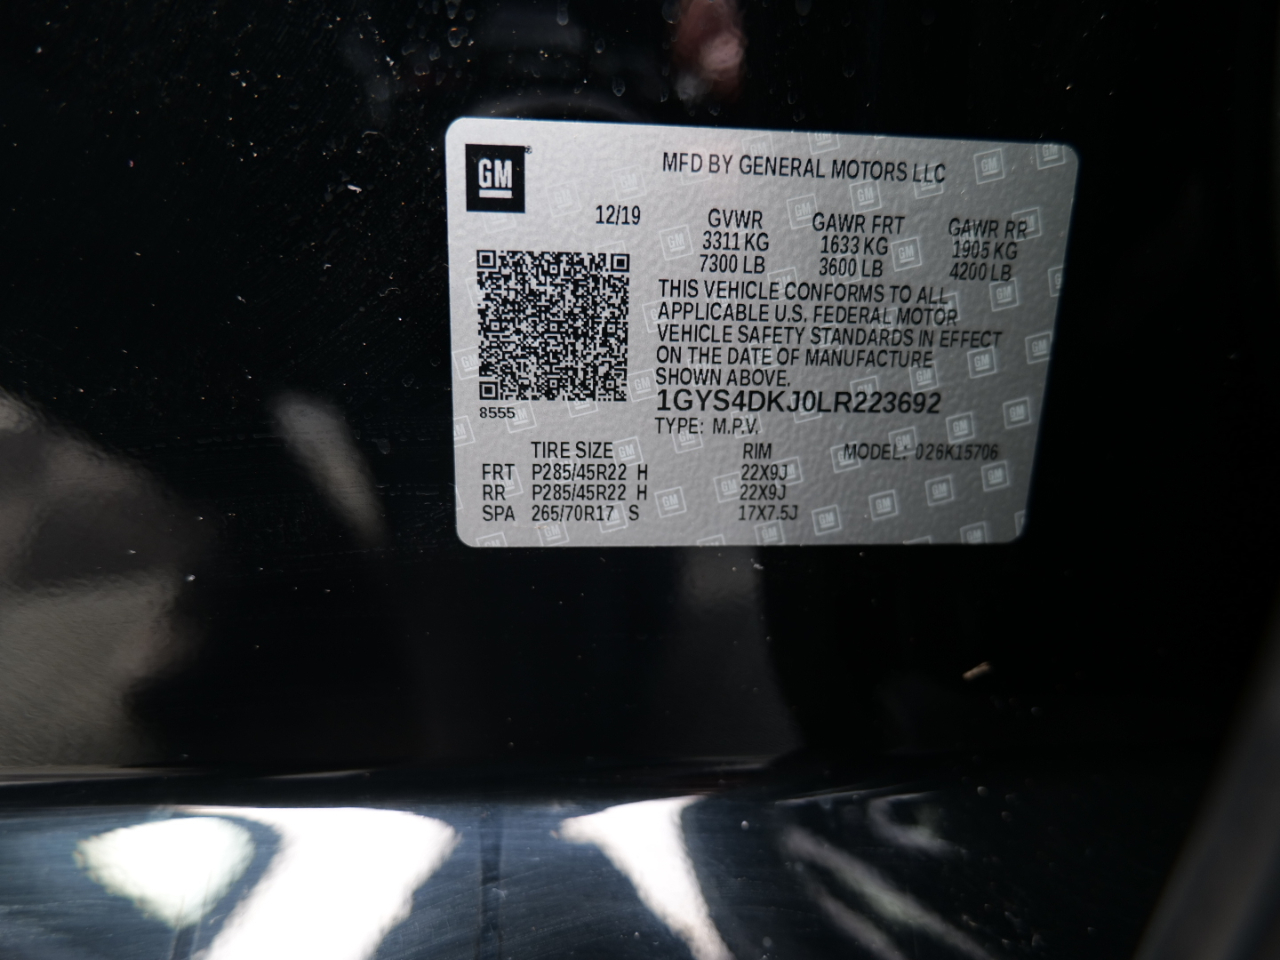 GM
MFD BY GENERAL MOTORS LLC
12/19 GVWR GAWR FRT GAWR RR
3311 KG 1633 KG 1905 KG
7300 LB 3600 LB 4200 LB
THIS VEHICLE CONFORMS TO ALL
APPLICABLE U.S. FEDERAL MOTOR
VEHICLE SAFETY STANDARDS IN EFFECT
ON THE DATE OF MANUFACTURE
SHOWN ABOVE.
8555
1GYS4DKJ0LR223692
TYPE: M.P.V.
TIRE SIZE RIM MODEL: 026K15706
FRT P285/45R22 H 22X9J
RR P285/45R22 H 22X9J
SPA 265/70R17 S 17X7.5J